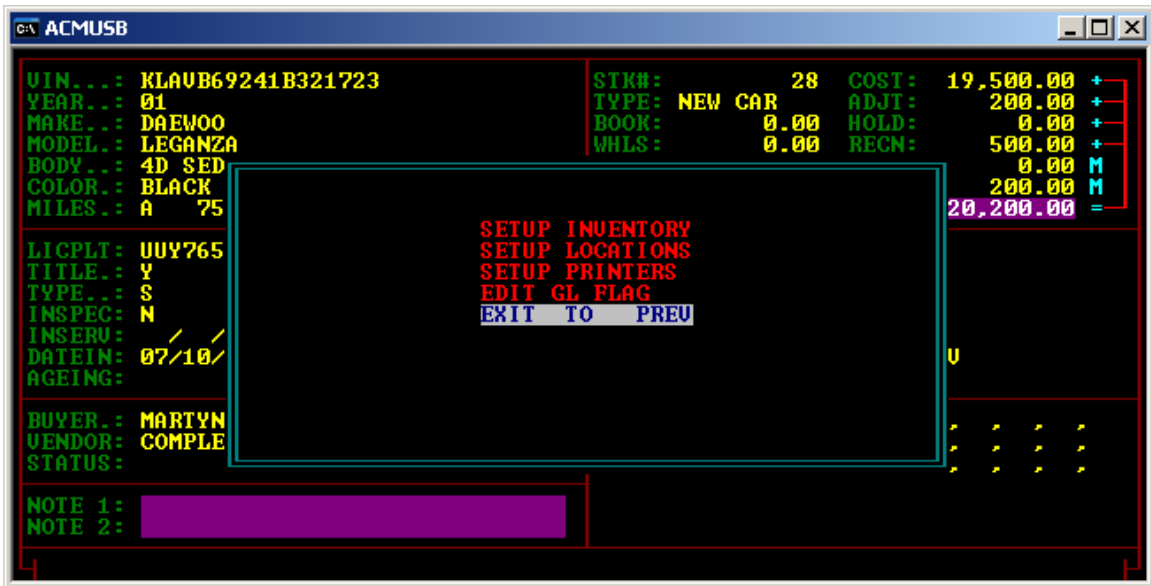 ACMUSB
VIN...: KLAVB69241B321723 STK#: 28 COST: 19,500.00 +
YEAR..: 01 TYPE: NEW CAR ADJT: 200.00 +
MAKE..: DAEWOO BOOK: 0.00 HOLD: 0.00 +
MODEL.: LEGANZA WHLS: 0.00 RECN: 500.00 +
BODY..: 4D SED 0.00 M
COLOR.: BLACK 200.00 M
MILES.: A 75 20,200.00 =
SETUP INVENTORY
LICPLT: UUY765 SETUP LOCATIONS
TITLE.: Y SETUP PRINTERS
TYPE..: S EDIT GL FLAG
INSPEC: N EXIT TO PREV
INSERV: / /
DATEIN: 07/10/ V
AGEING:
BUYER.: MARTYN , , , ,
VENDOR: COMPLE , , , ,
STATUS: , , , ,
NOTE 1:
NOTE 2: